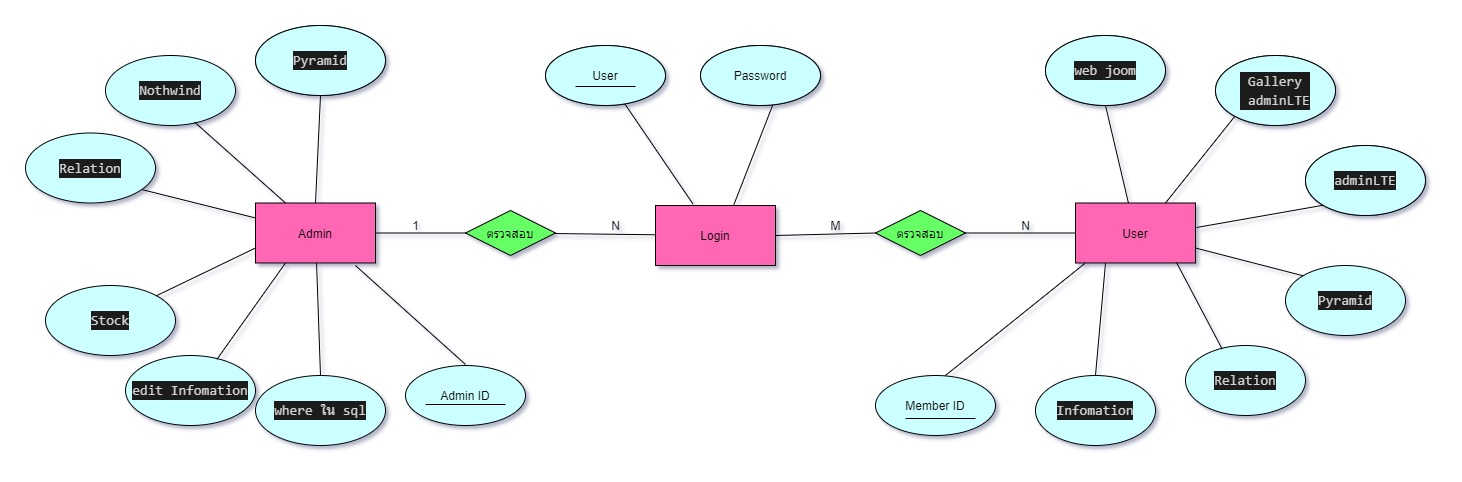 Pyramid
Nothwind
Relation
Admin
Stock
edit Infomation
where ใน sql
Admin ID
1
ตรวจสอบ
N
User
Password
Login
M
ตรวจสอบ
N
web joom
Gallery
adminLTE
adminLTE
User
Pyramid
Relation
Infomation
Member ID